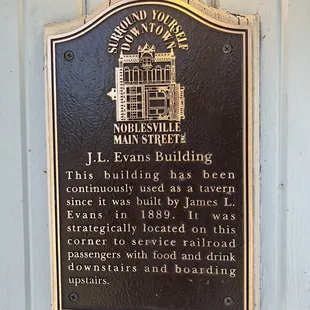 SURROUND YOURSELF
DOWNTOWN
NOBLESVILLE
MAIN STREET INC
J.L. Evans Building
This building has been
continuously used as a tavern
since it was built by James L.
Evans in 1889. It was
strategically located on this
corner to service railroad
passengers with food and drink
downstairs and boarding
upstairs.